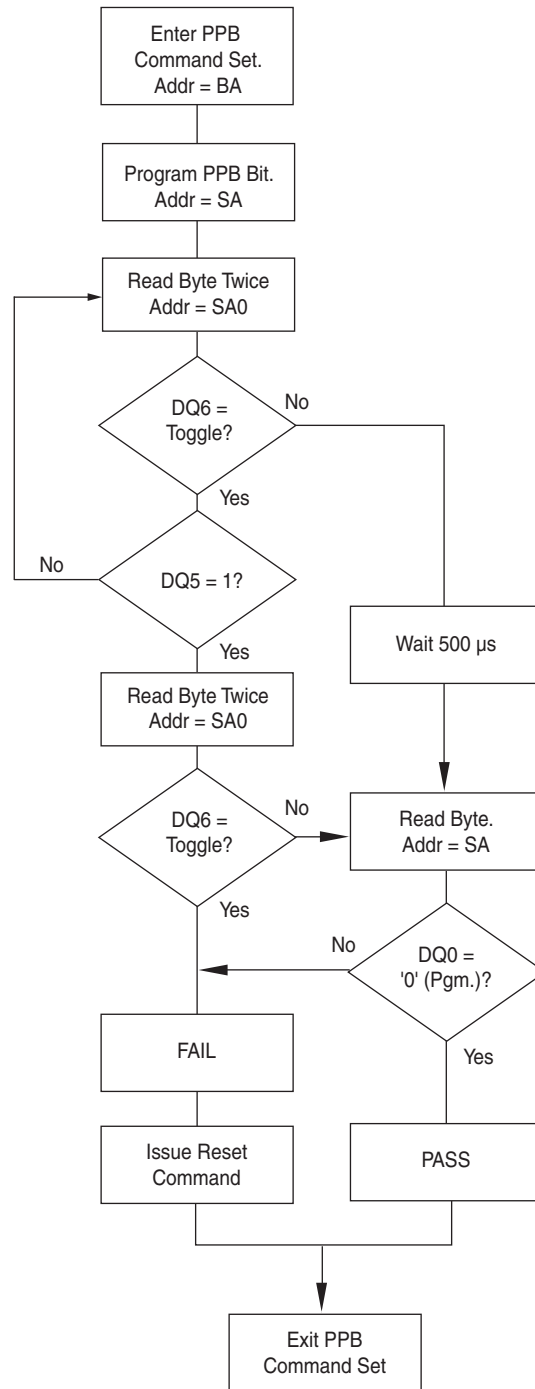 Enter PPB
Command Set.
Addr = BA
Program PPB Bit.
Addr = SA
Read Byte Twice
Addr = SA0
DQ6 =
Toggle?
No
Yes
DQ5 = 1?
No
Yes
Wait 500 µs
Read Byte Twice
Addr = SA0
DQ6 =
Toggle?
No
Yes
Read Byte.
Addr = SA
DQ0 =
'0' (Pgm.)?
No
Yes
FAIL
Issue Reset
Command
PASS
Exit PPB
Command Set